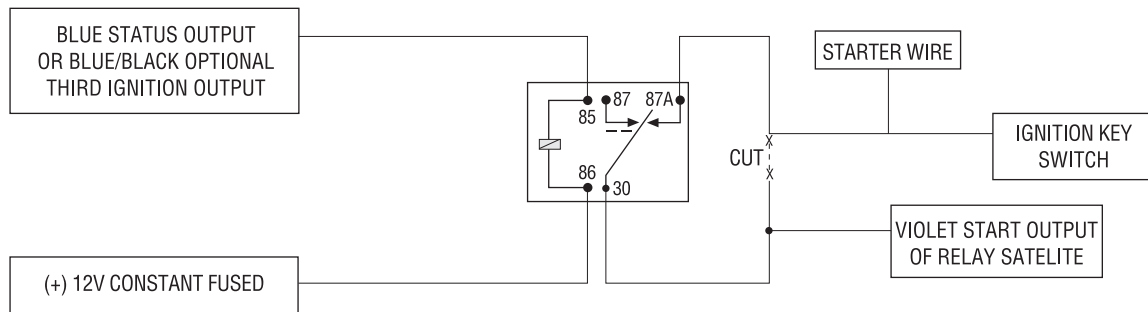 BLUE STATUS OUTPUT
OR BLUE/BLACK OPTIONAL
THIRD IGNITION OUTPUT
STARTER WIRE
87
87A
85
86
30
CUT
IGNITION KEY
SWITCH
VIOLET START OUTPUT
OF RELAY SATELITE
(+) 12V CONSTANT FUSED